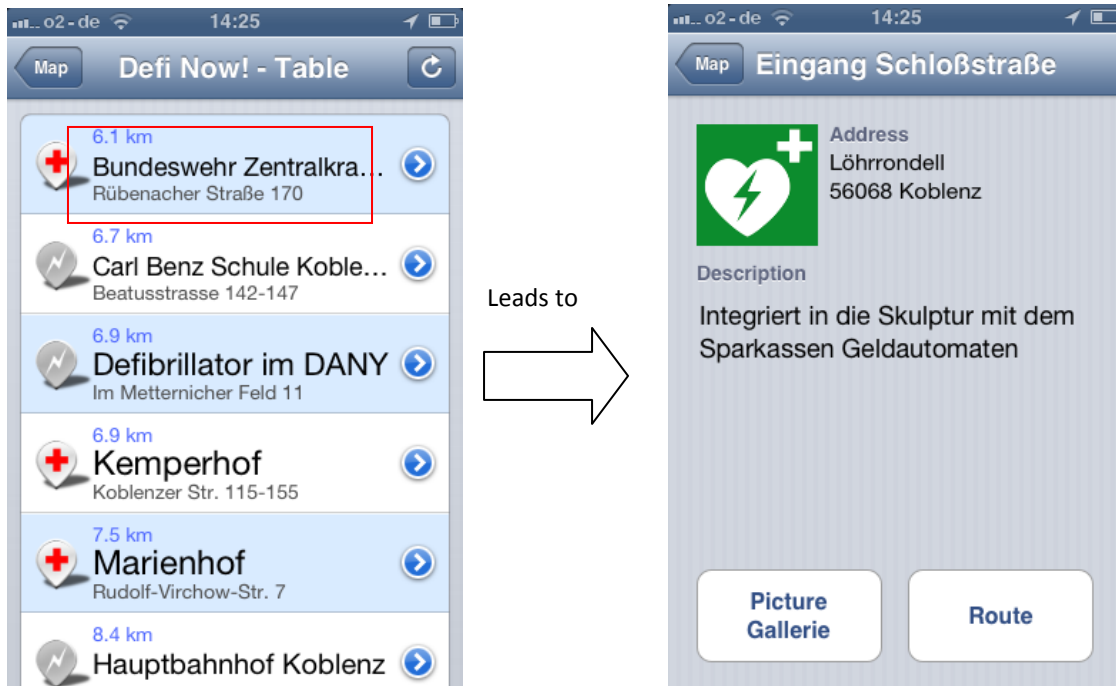 o2-de 14:25
Map Defi Now! - Table
6.1 km
Bundeswehr Zentralkra...
Rübenacher Straße 170
6.7 km
Carl Benz Schule Koble...
Beatusstrasse 142-147
6.9 km
Defibrillator im DANY
Im Metternicher Feld 11
6.9 km
Kemperhof
Koblenzer Str. 115-155
7.5 km
Marienhof
Rudolf-Virchow-Str. 7
8.4 km
Hauptbahnhof Koblenz
Leads to
o2-de 14:25
Map Eingang Schloßstraße
Address
Löhrrondell
56068 Koblenz
Description
Integriert in die Skulptur mit dem
Sparkassen Geldautomaten
Picture
Gallerie
Route